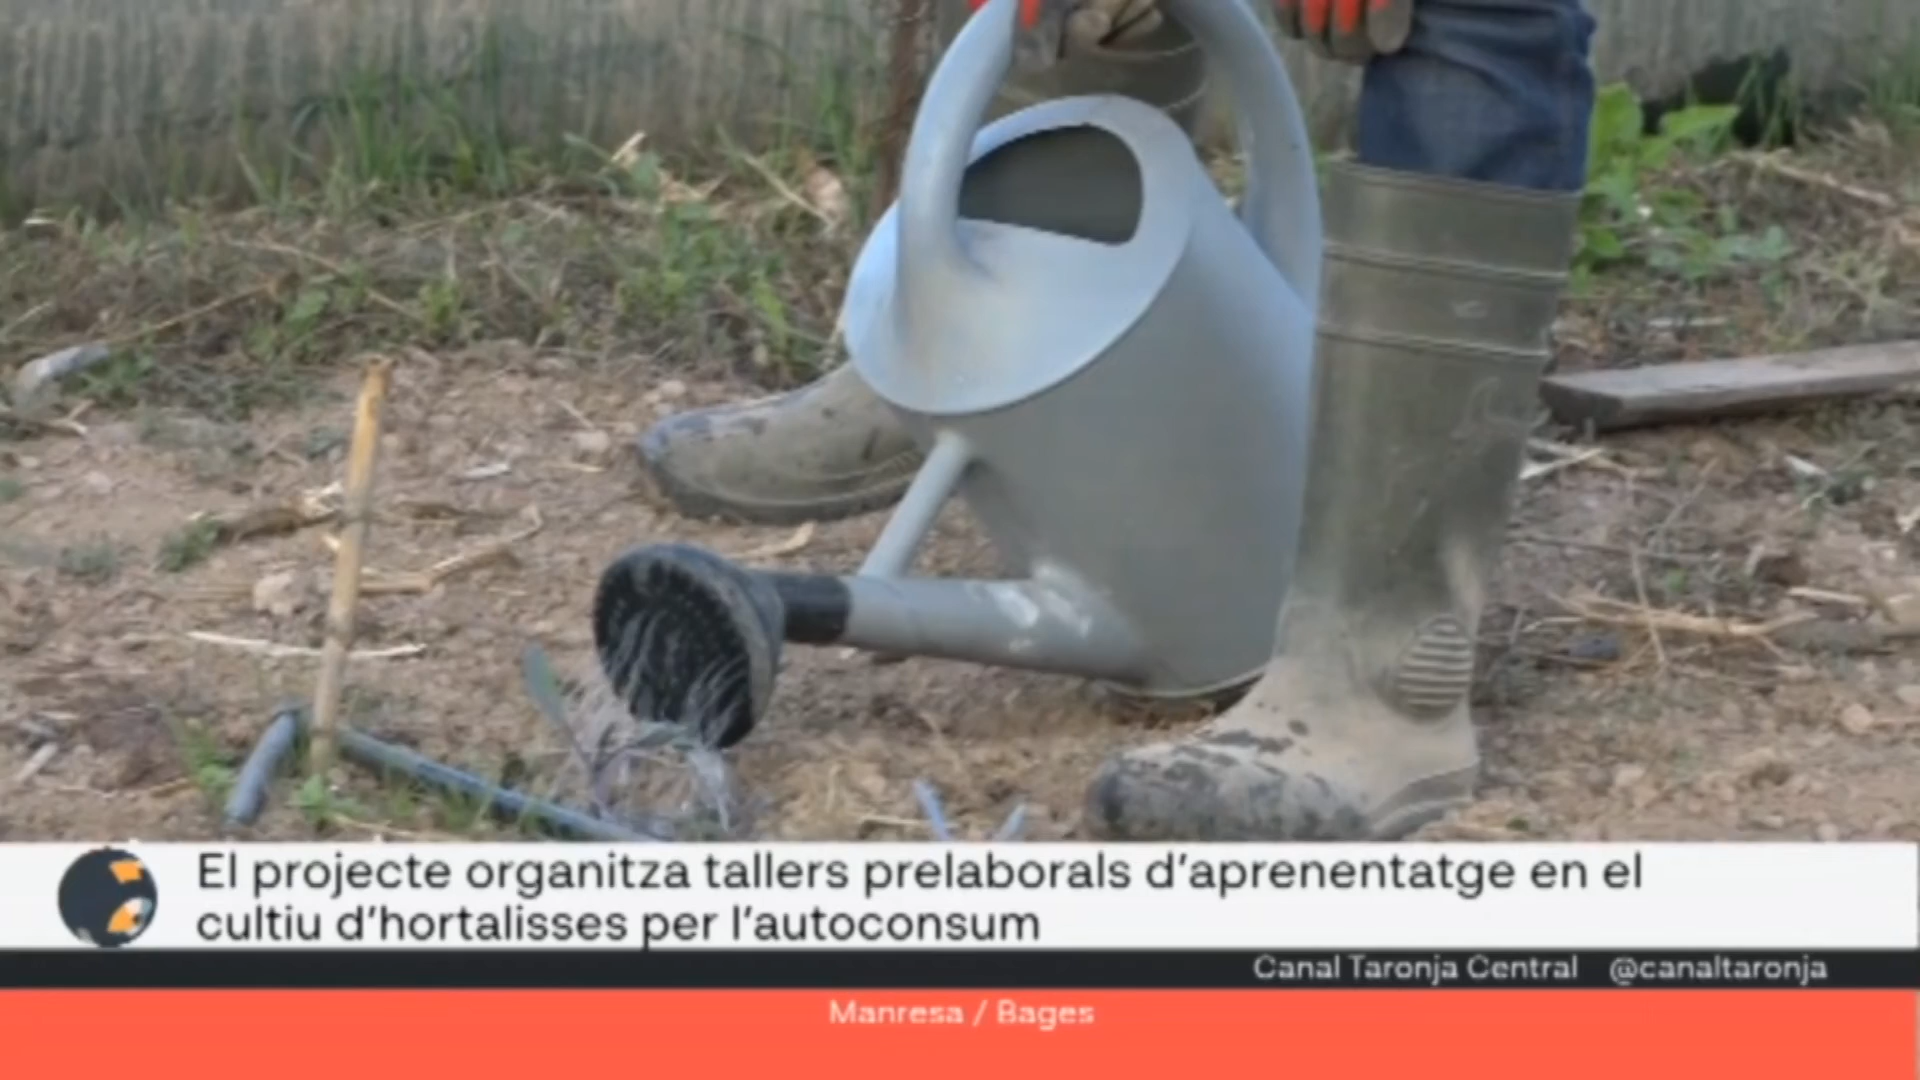 El projecte organitza tallers prelaborals d'aprenentatge en el
cultiu d'hortalisses per l'autoconsum
Canal Taronja Central @canaltaronja
Manresa / Bages